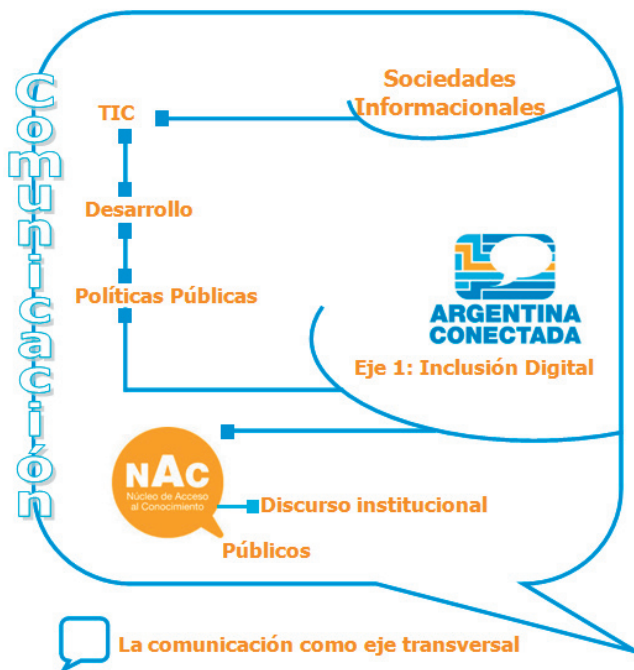 Comunicación
Sociedades
Informacionales
TIC
Desarrollo
Políticas Públicas
ARGENTINA
CONECTADA
Eje 1: Inclusión Digital
NAC
Núcleo de Acceso
al Conocimiento
Discurso institucional
Públicos
La comunicación como eje transversal